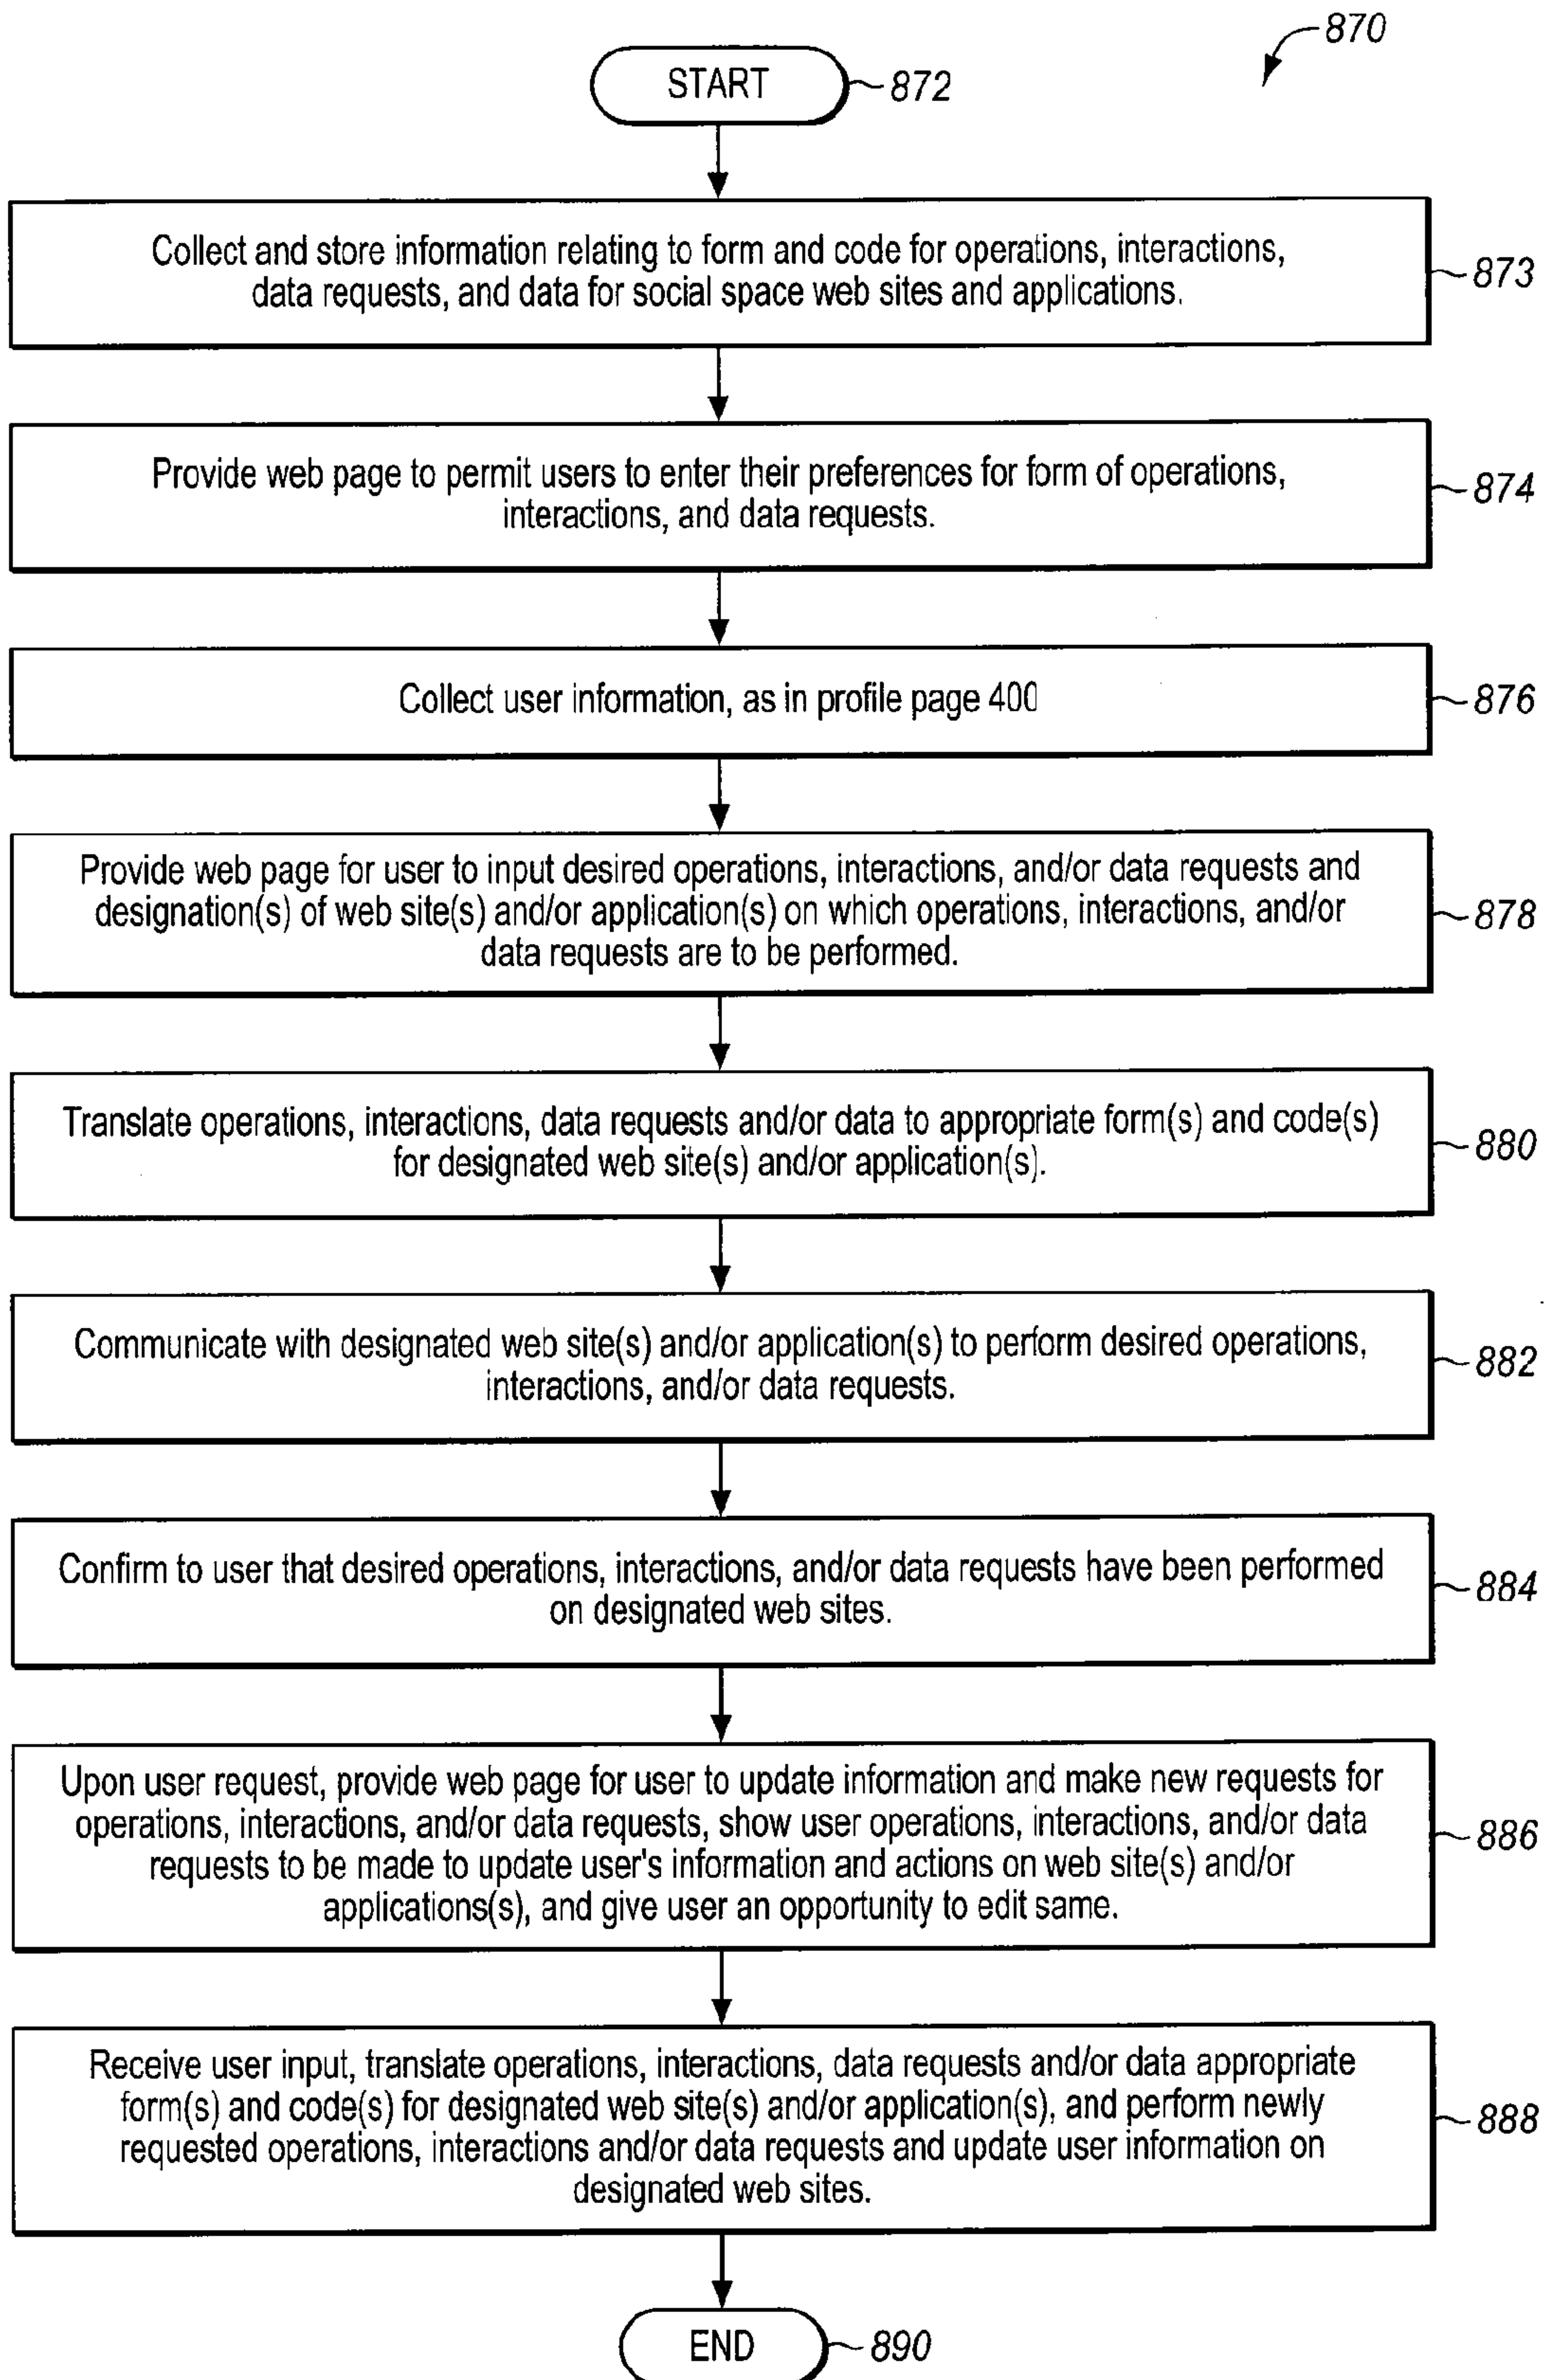 870
START
872
Collect and store information relating to form and code for operations, interactions,
data requests, and data for social space web sites and applications.
873
Provide web page to permit users to enter their preferences for form of operations,
interactions, and data requests.
874
Collect user information, as in profile page 400
876
Provide web page for user to input desired operations, interactions, and/or data requests and
designation(s) of web site(s) and/or application(s) on which operations, interactions, and/or
data requests are to be performed.
878
Translate operations, interactions, data requests and/or data to appropriate form(s) and code(s)
for designated web site(s) and/or application(s).
880
Communicate with designated web site(s) and/or application(s) to perform desired operations,
interactions, and/or data requests.
882
Confirm to user that desired operations, interactions, and/or data requests have been performed
on designated web sites.
884
Upon user request, provide web page for user to update information and make new requests for
operations, interactions, and/or data requests, show user operations, interactions, and/or data
requests to be made to update user's information and actions on web site(s) and/or
applications(s), and give user an opportunity to edit same.
886
Receive user input, translate operations, interactions, data requests and/or data appropriate
form(s) and code(s) for designated web site(s) and/or application(s), and perform newly
requested operations, interactions and/or data requests and update user information on
designated web sites.
888
END
890